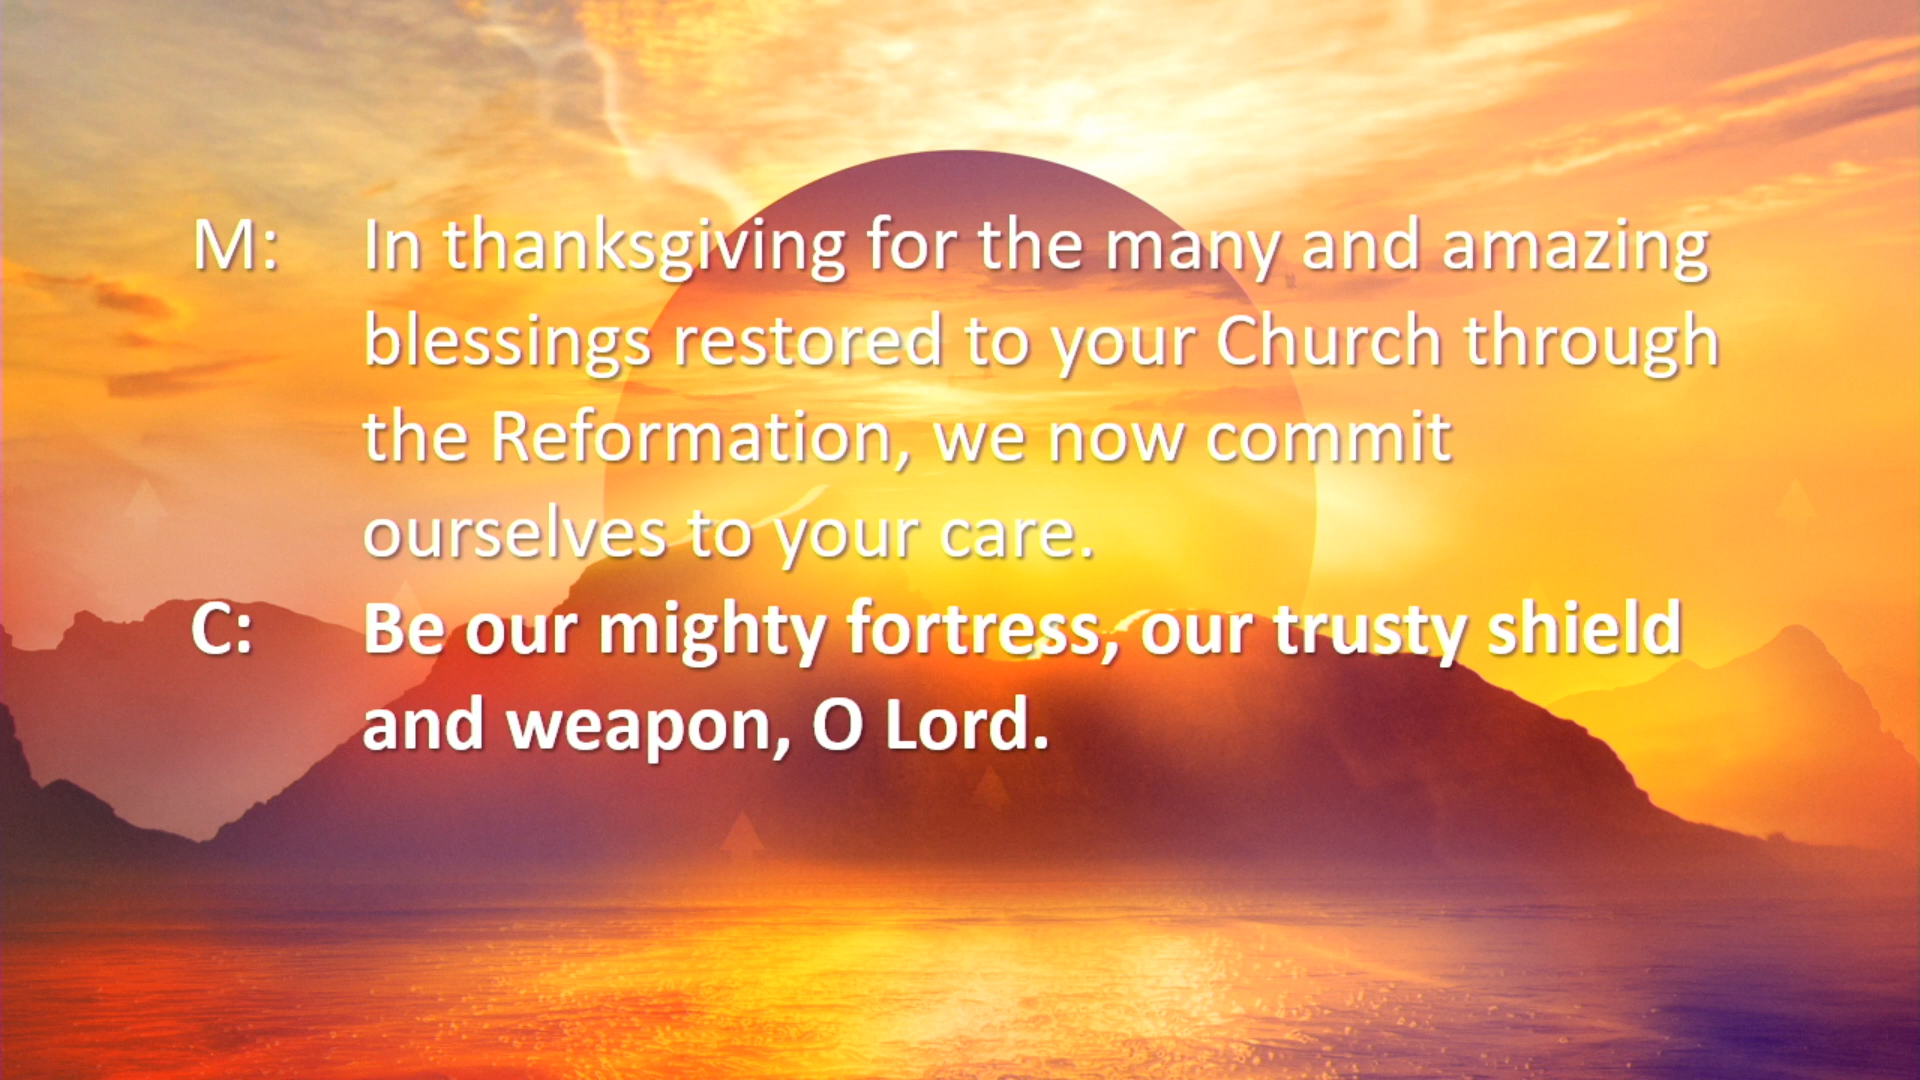 M: In thanksgiving for the many and amazing
blessings restored to your Church through
the Reformation, we now commit
ourselves to your care.
C: Be our mighty fortress, our trusty shield
and weapon, O Lord.